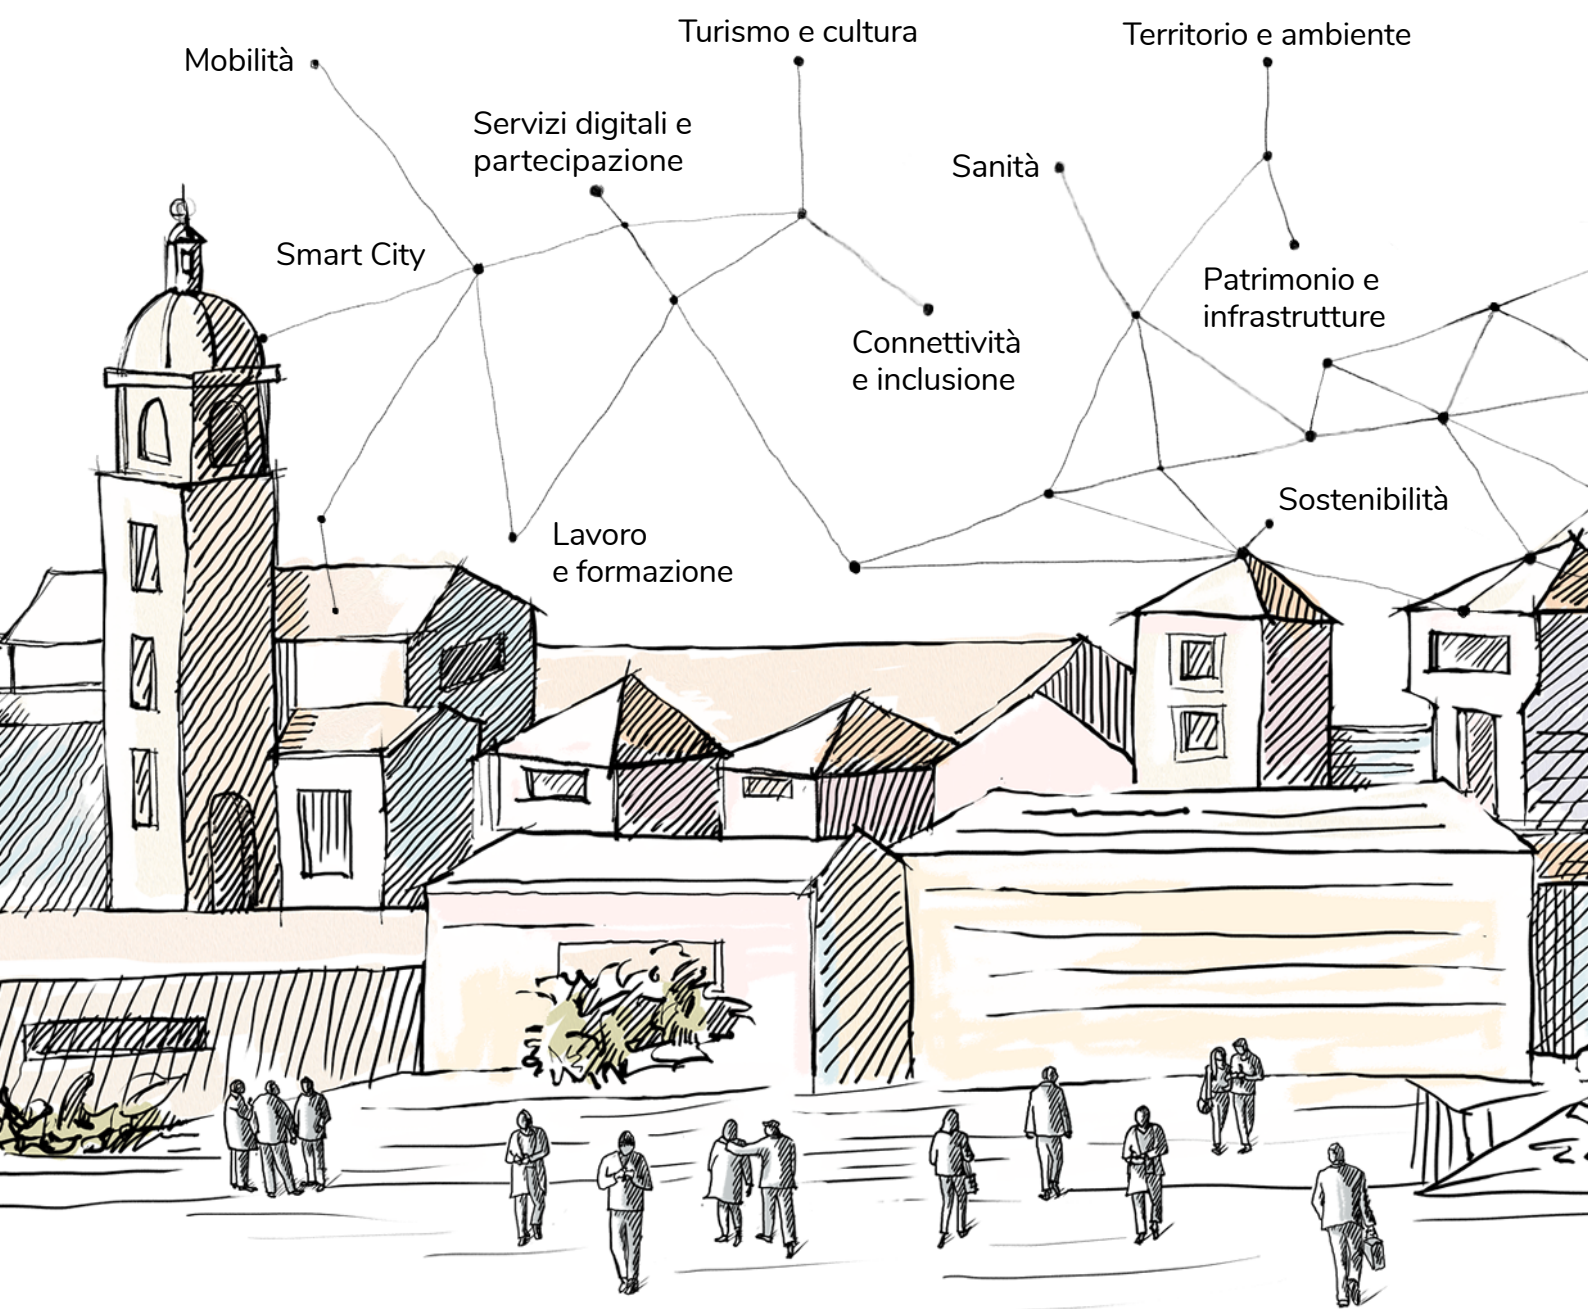 Turismo e cultura
Territorio e ambiente
Mobilità
Servizi digitali e
partecipazione
Sanità
Smart City
Patrimonio e
infrastrutture
Connettività
e inclusione
Sostenibilità
Lavoro
e formazione